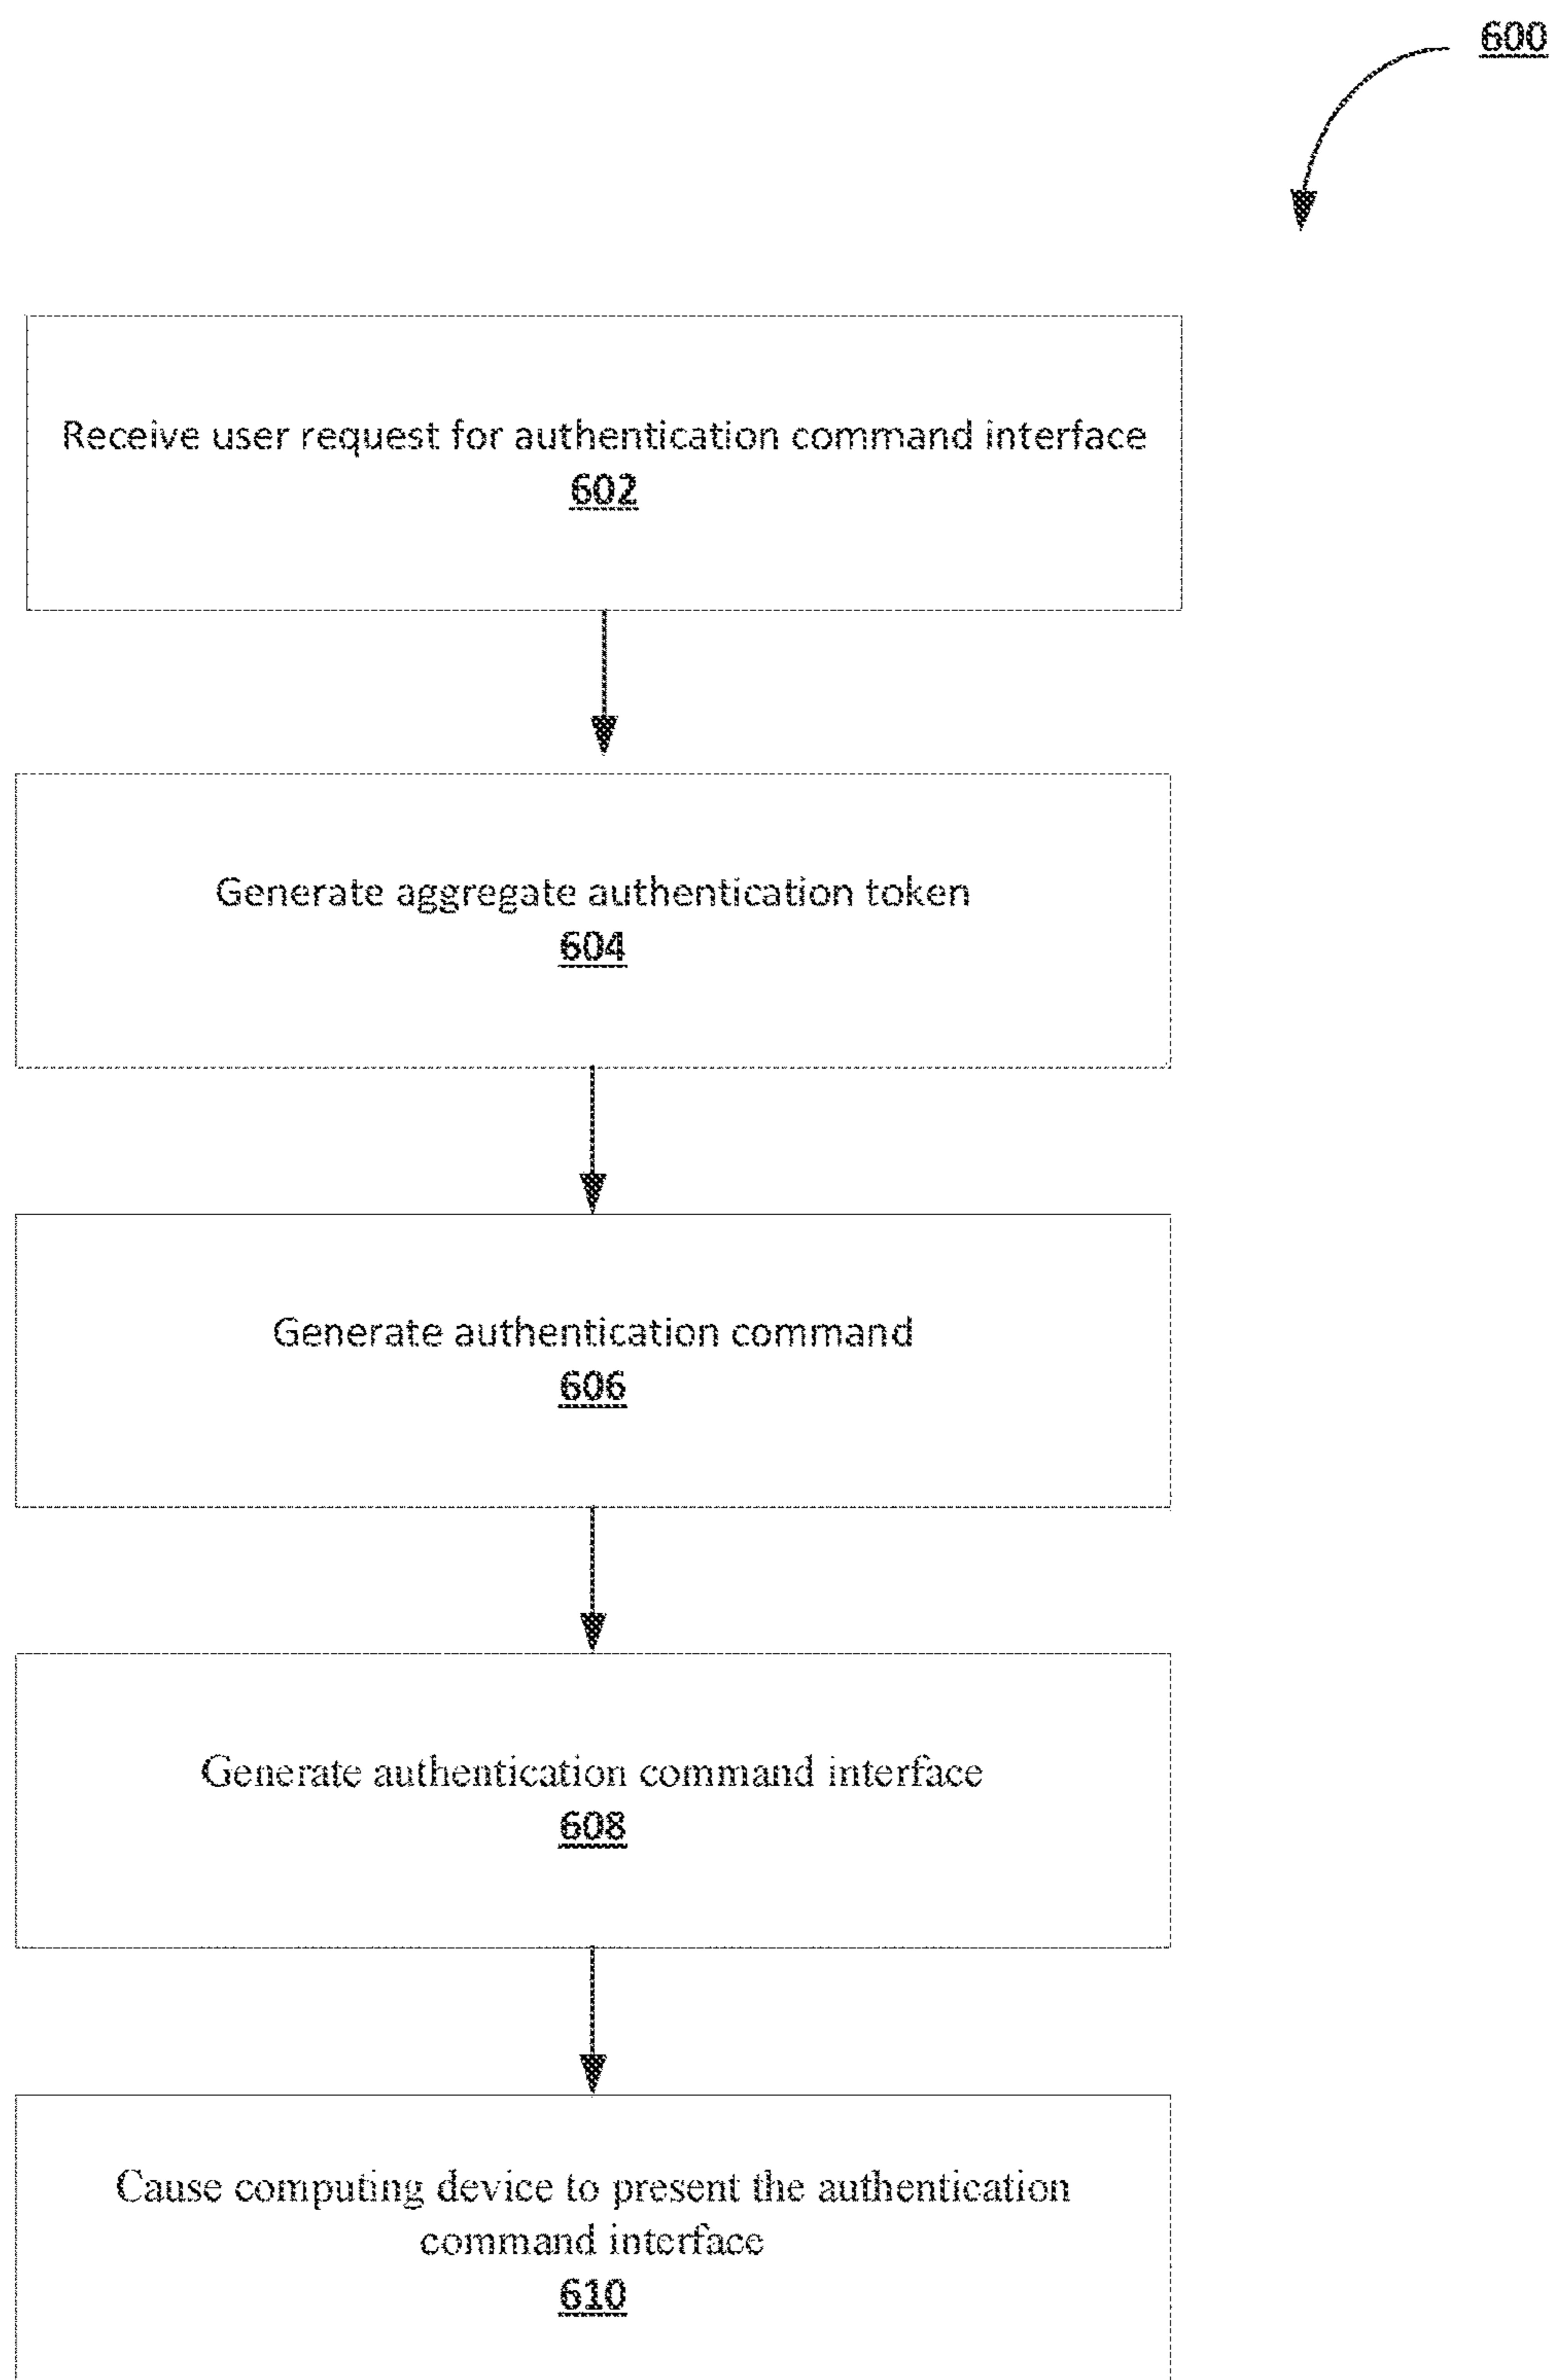 600
Receive user request for authentication command interface
602
Generate aggregate authentication token
604
Generate authentication command
606
Generate authentication command interface
608
Cause computing device to present the authentication
command interface
610